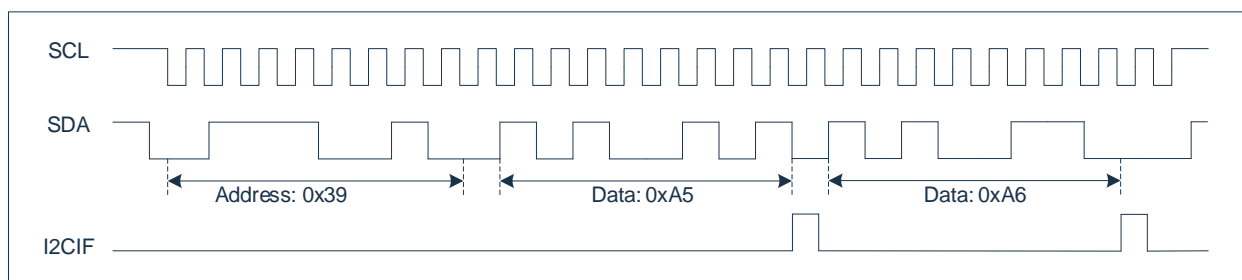 SCL
SDA
Address: 0x39 Data: 0xA5 Data: 0xA6
I2CIF